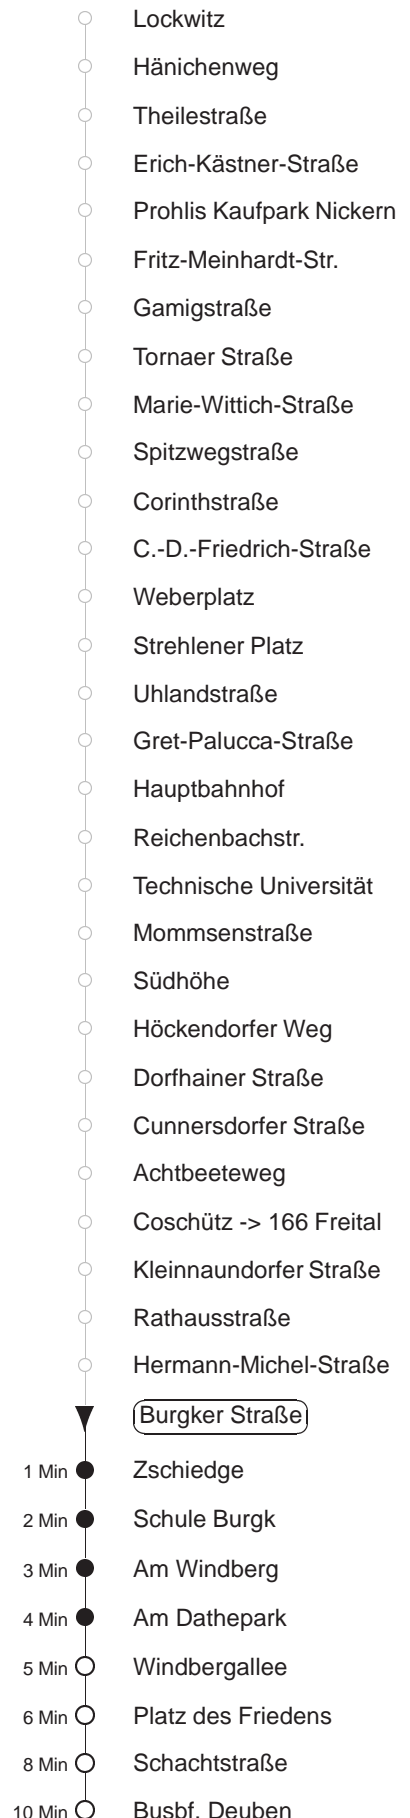 Lockwitz
Hänichenweg
Theilestraße
Erich-Kästner-Straße
Prohlis Kaufpark Nickern
Fritz-Meinhardt-Str.
Gamigstraße
Tornaer Straße
Marie-Wittich-Straße
Spitzwegstraße
Corinthstraße
C.-D.-Friedrich-Straße
Weberplatz
Strehlener Platz
Uhlandstraße
Gret-Palucca-Straße
Hauptbahnhof
Reichenbachstr.
Technische Universität
Mommsenstraße
Südhöhe
Höckendorfer Weg
Dorfhainer Straße
Cunnersdorfer Straße
Achtbeeteweg
Coschütz -> 166 Freital
Kleinnaundorfer Straße
Rathausstraße
Hermann-Michel-Straße
Burgker Straße
1 Min Zschiedge
2 Min Schule Burgk
3 Min Am Windberg
4 Min Am Dathepark
5 Min Windbergallee
6 Min Platz des Friedens
8 Min Schachtstraße
10 Min Busbf. Deuben